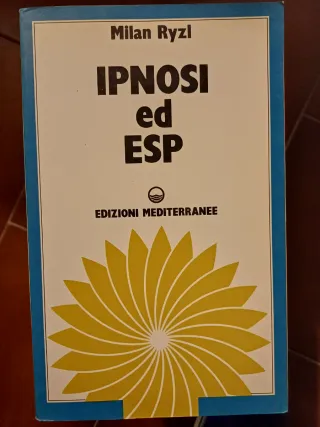 Milan Ryzl
IPNOSI
ed
ESP
EDIZIONI MEDITERRANEE